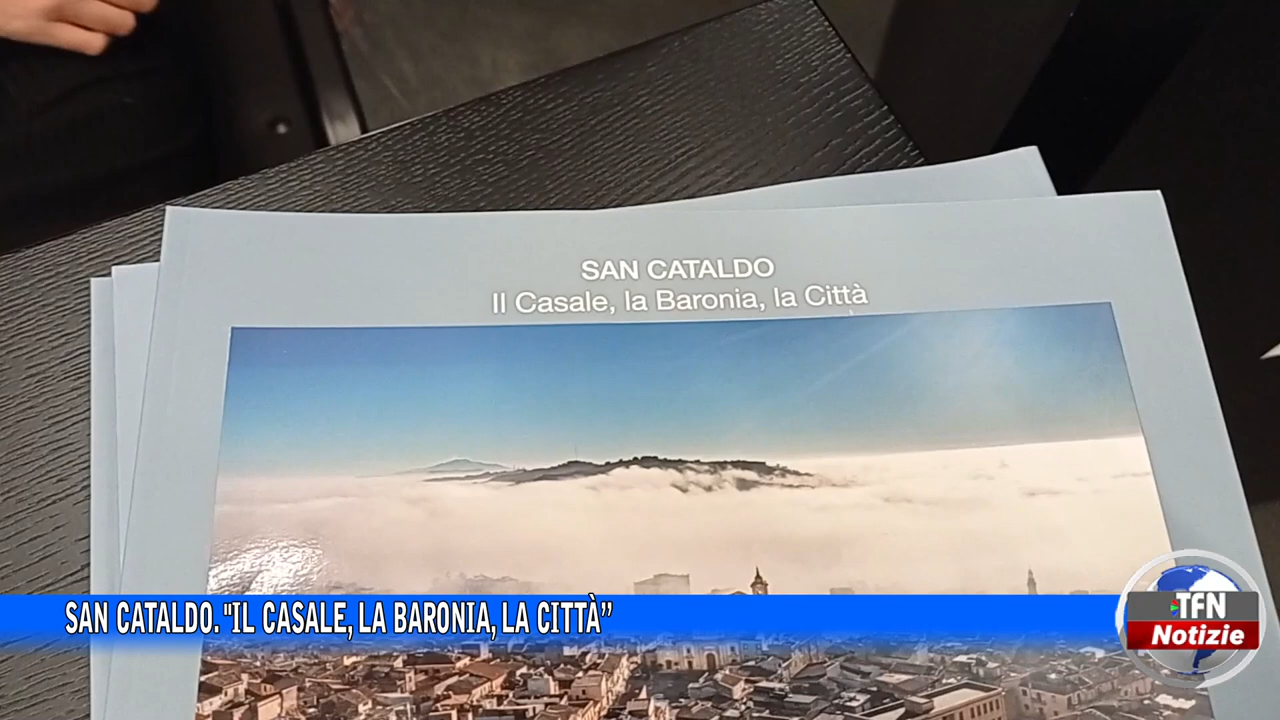 SAN CATALDO
Il Casale, la Baronia, la Città
SAN CATALDO."IL CASALE, LA BARONIA, LA CITTÀ”
TFN
Notizie